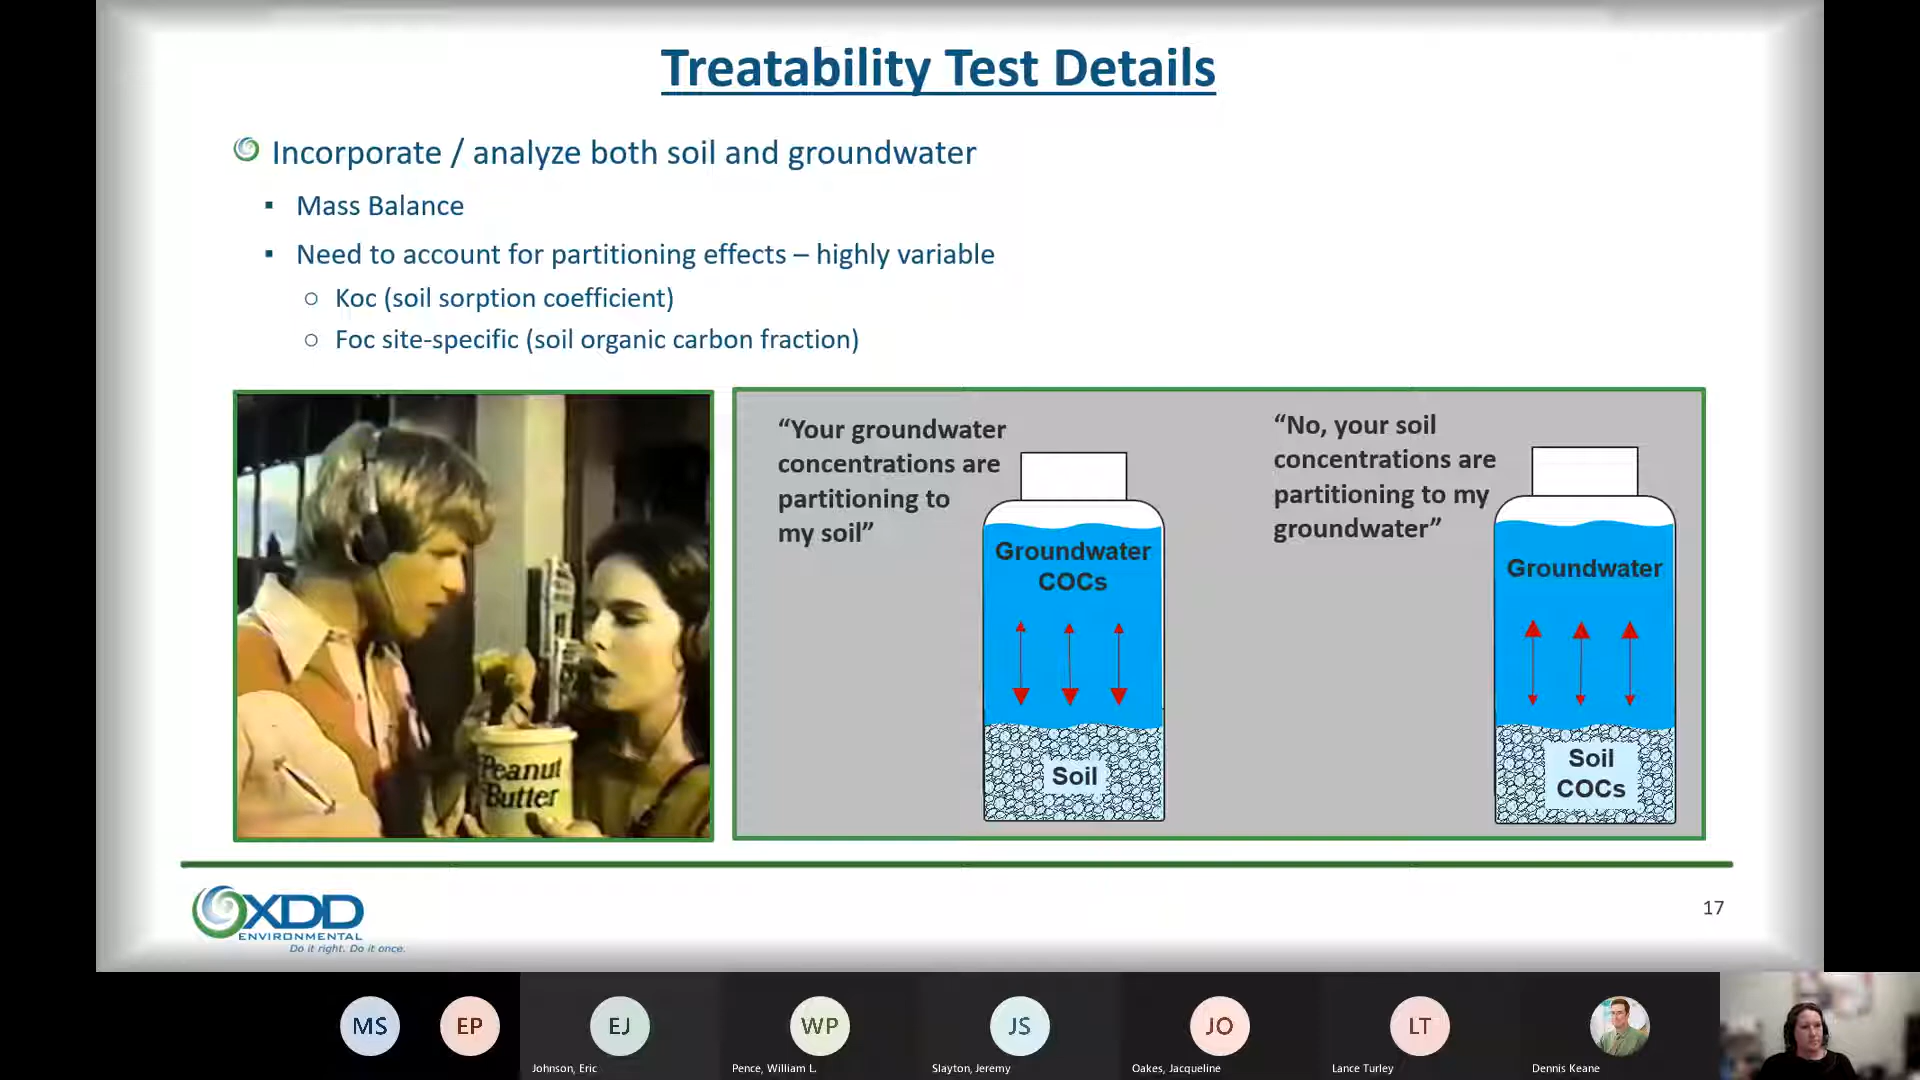 Treatability Test Details
Incorporate / analyze both soil and groundwater
Mass Balance
Need to account for partitioning effects – highly variable
Koc (soil sorption coefficient)
Foc site-specific (soil organic carbon fraction)
Peanut
Butter
“Your groundwater
concentrations are
partitioning to
my soil”
Groundwater
COCs
Soil
“No, your soil
concentrations are
partitioning to my
groundwater”
Groundwater
Soil
COCs
XDD
ENVIRONMENTAL
Do it right. Do it once.
17
MS
EP
EJ
WP
JS
JO
LT
Johnson, Eric
Pence, William L.
Slayton, Jeremy
Oakes, Jacqueline
Lance Turley
Dennis Keane